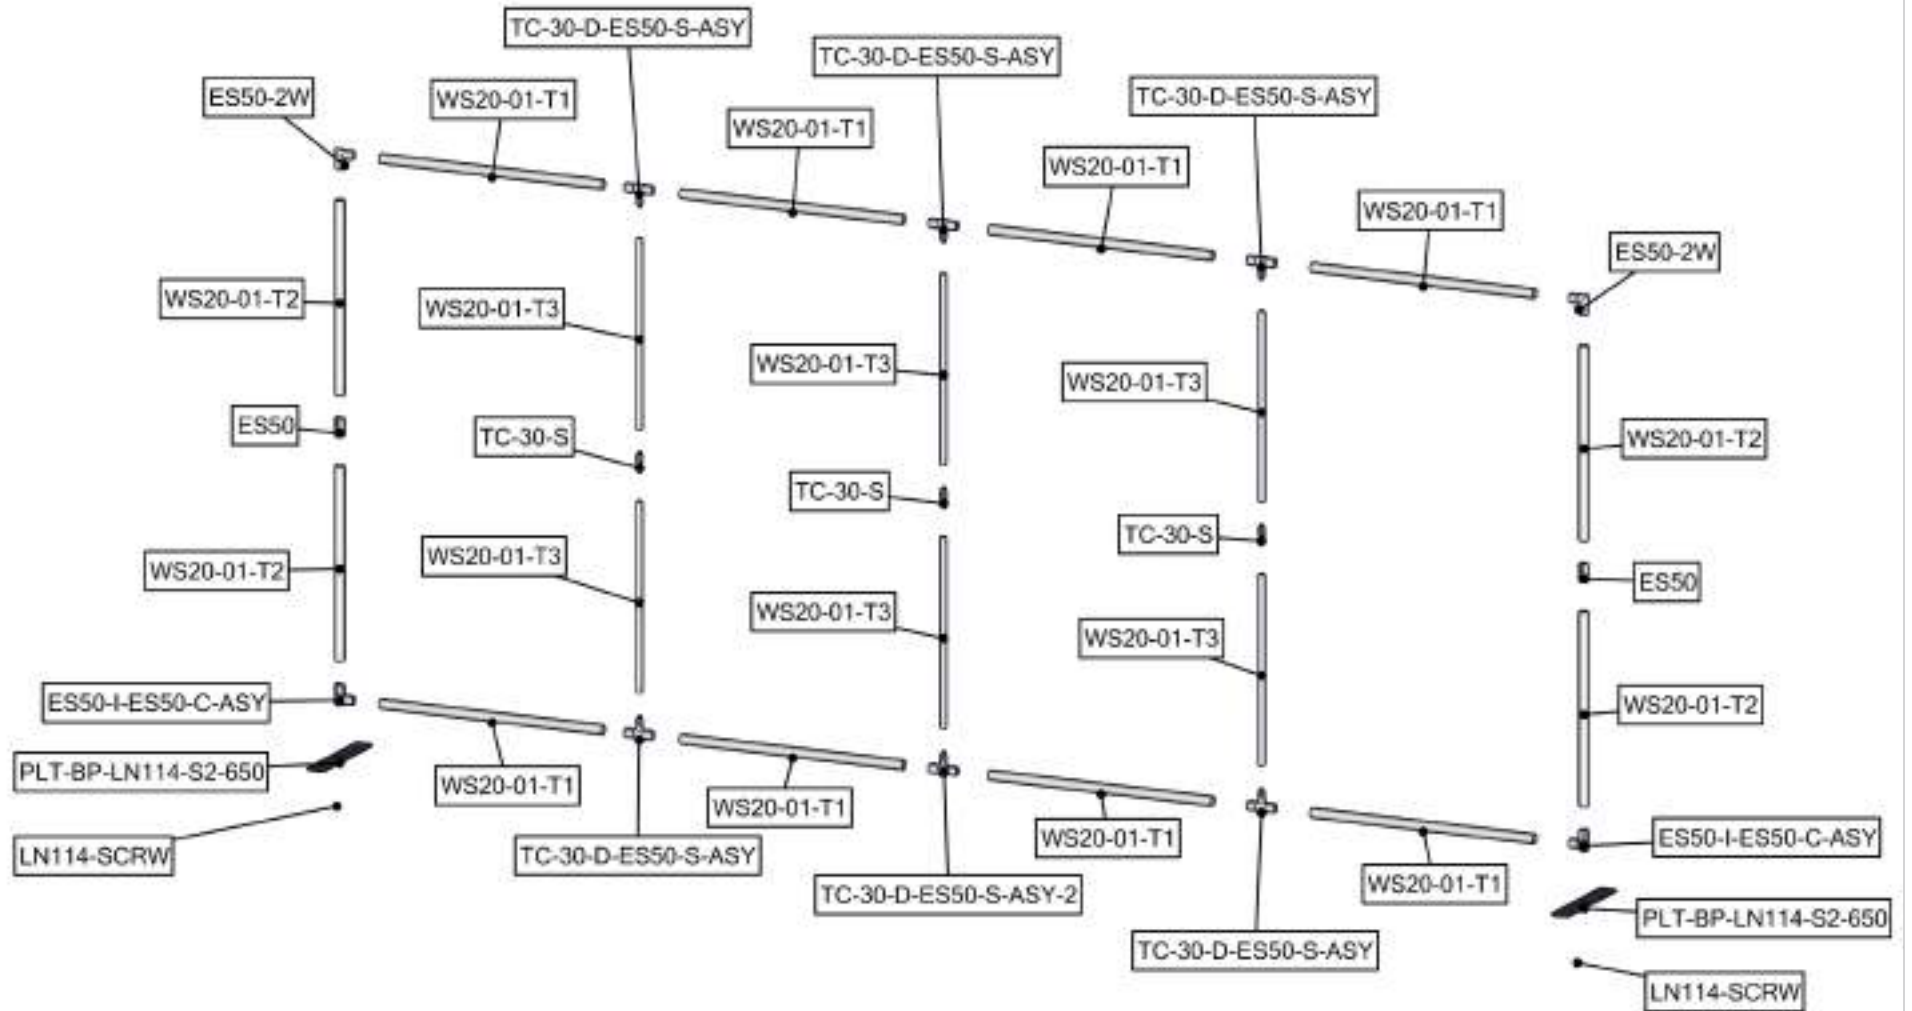 TC-30-D-ES50-S-ASY
TC-30-D-ES50-S-ASY
TC-30-D-ES50-S-ASY
ES50-2W
WS20-01-T1
WS20-01-T1
WS20-01-T1
WS20-01-T1
ES50-2W
WS20-01-T2
WS20-01-T3
WS20-01-T3
WS20-01-T3
WS20-01-T2
ES50
TC-30-S
TC-30-S
TC-30-S
ES50
WS20-01-T2
WS20-01-T3
WS20-01-T3
WS20-01-T3
WS20-01-T2
ES50-I-ES50-C-ASY
PLT-BP-LN114-S2-650
LN114-SCRW
WS20-01-T1
WS20-01-T1
WS20-01-T1
WS20-01-T1
TC-30-D-ES50-S-ASY
TC-30-D-ES50-S-ASY-2
TC-30-D-ES50-S-ASY
ES50-I-ES50-C-ASY
PLT-BP-LN114-S2-650
LN114-SCRW